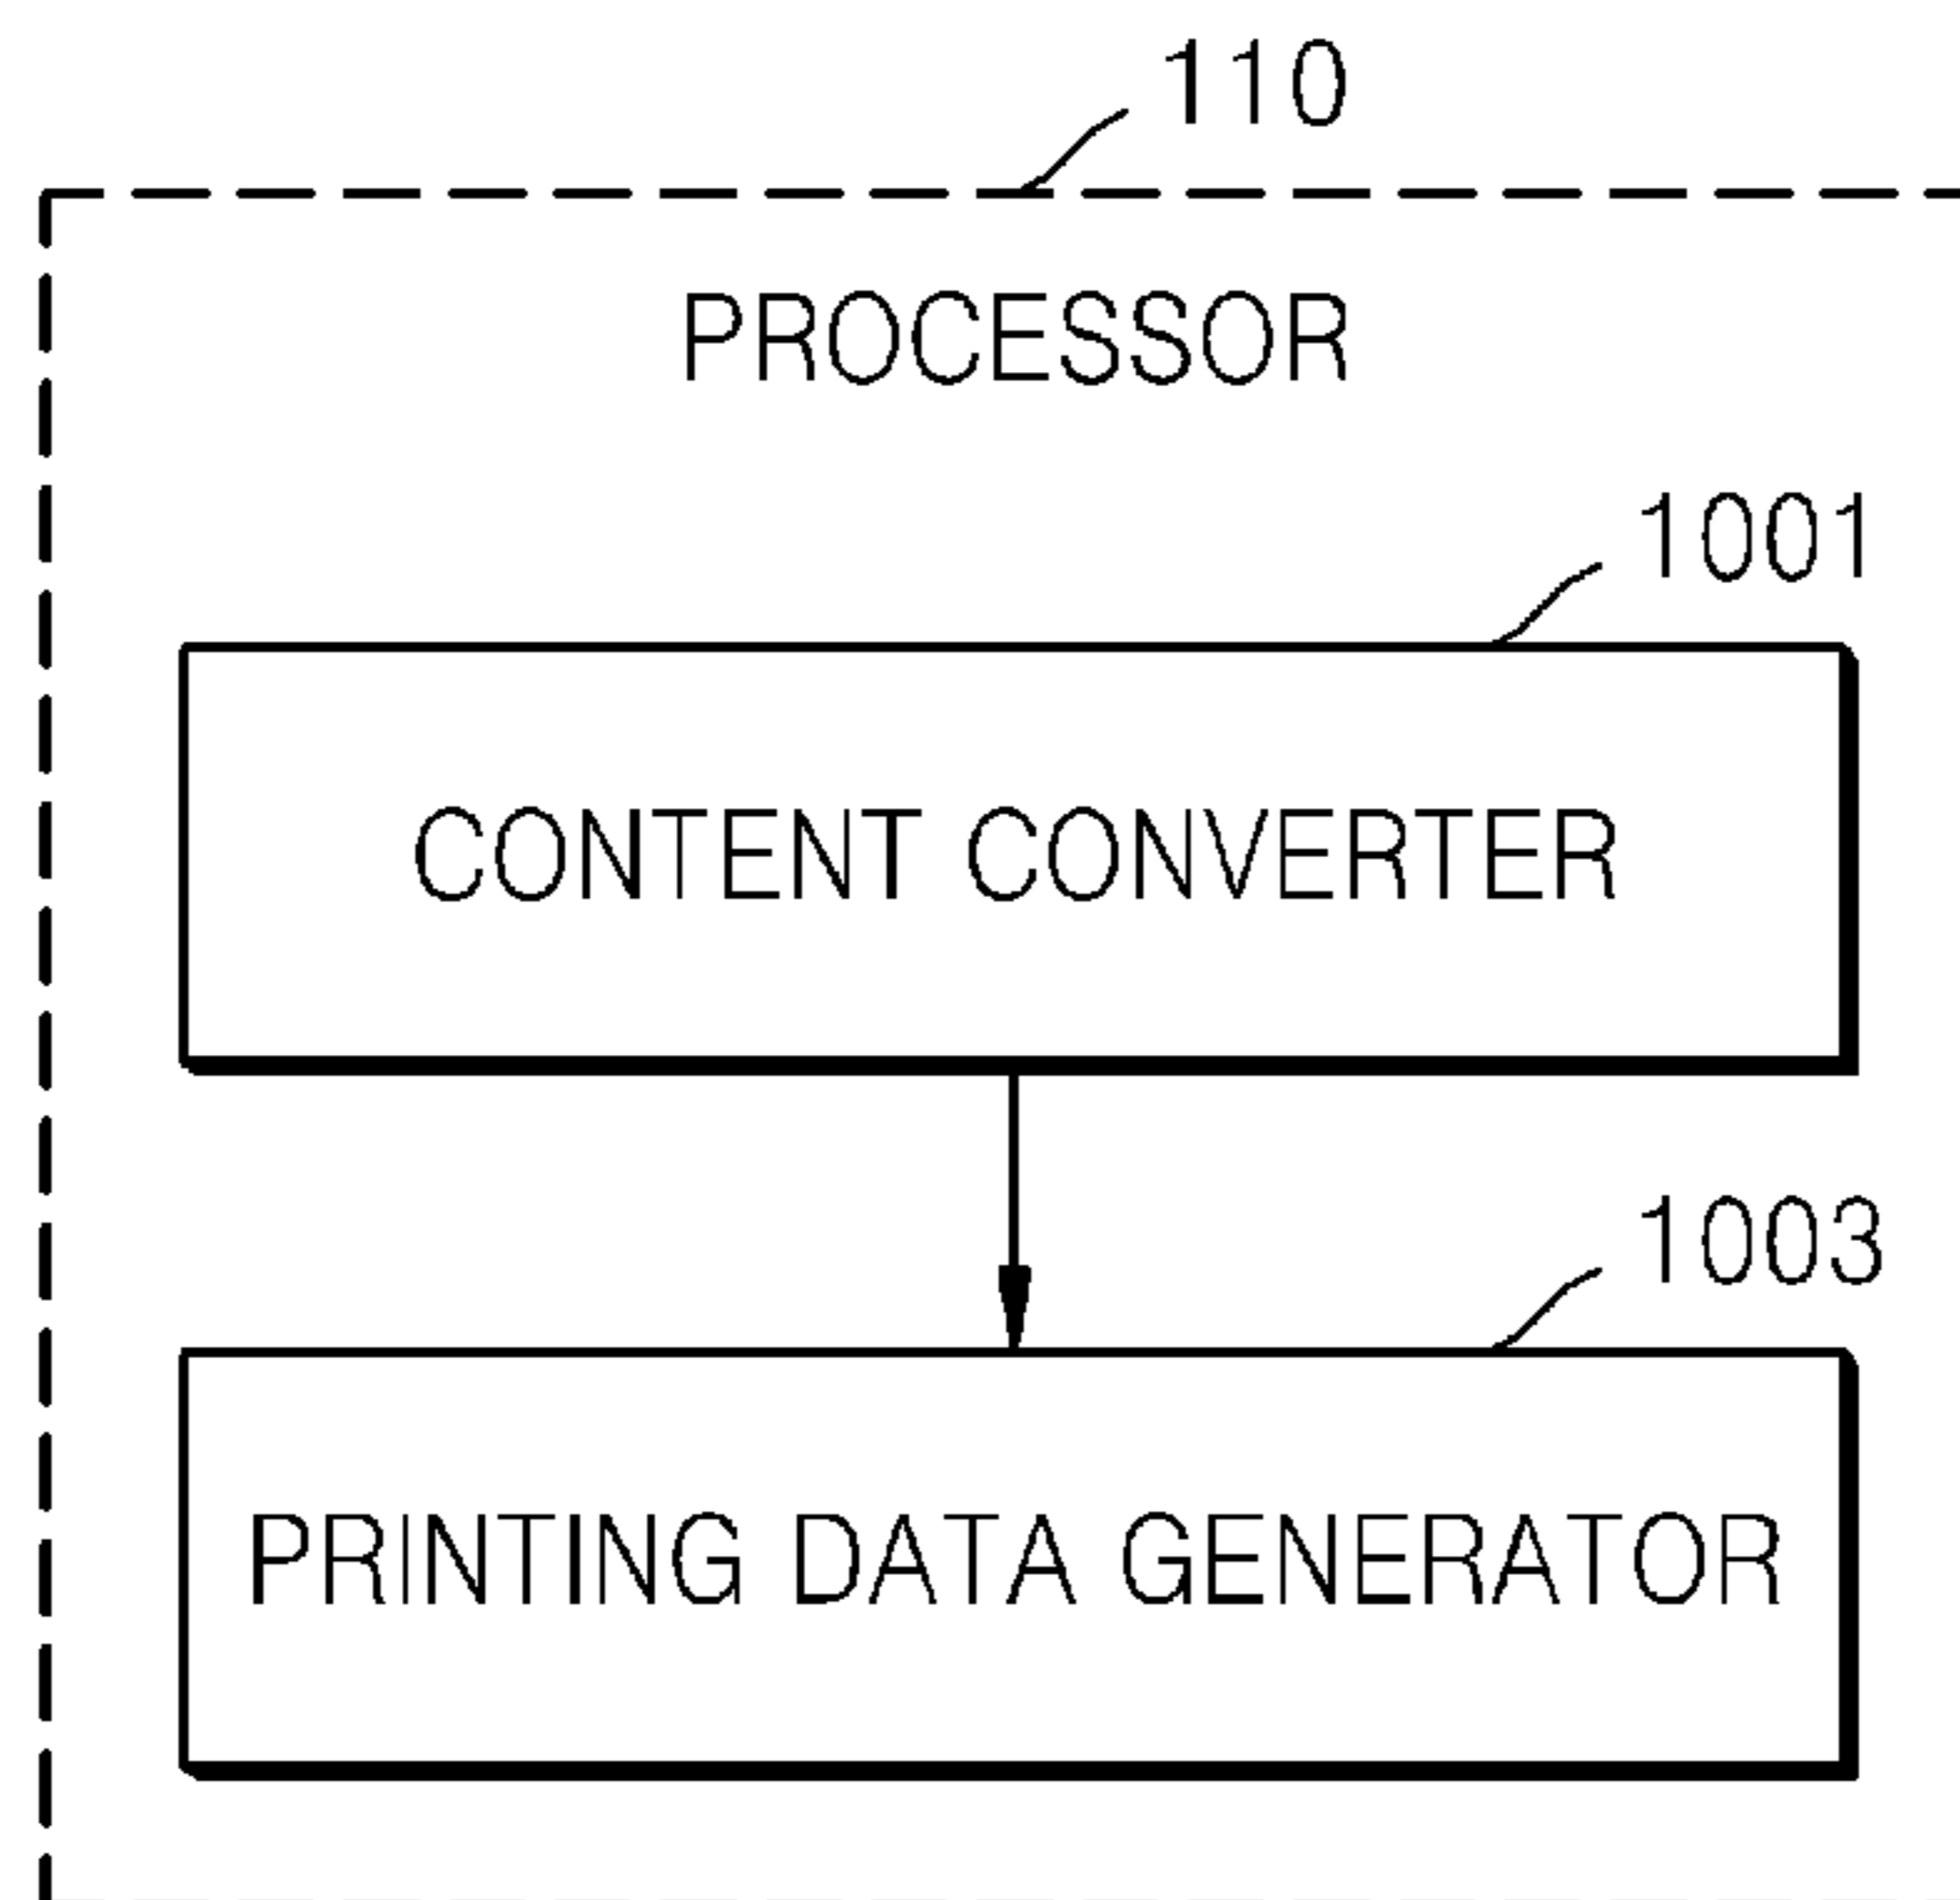 110
PROCESSOR
1001
CONTENT CONVERTER
1003
PRINTING DATA GENERATOR